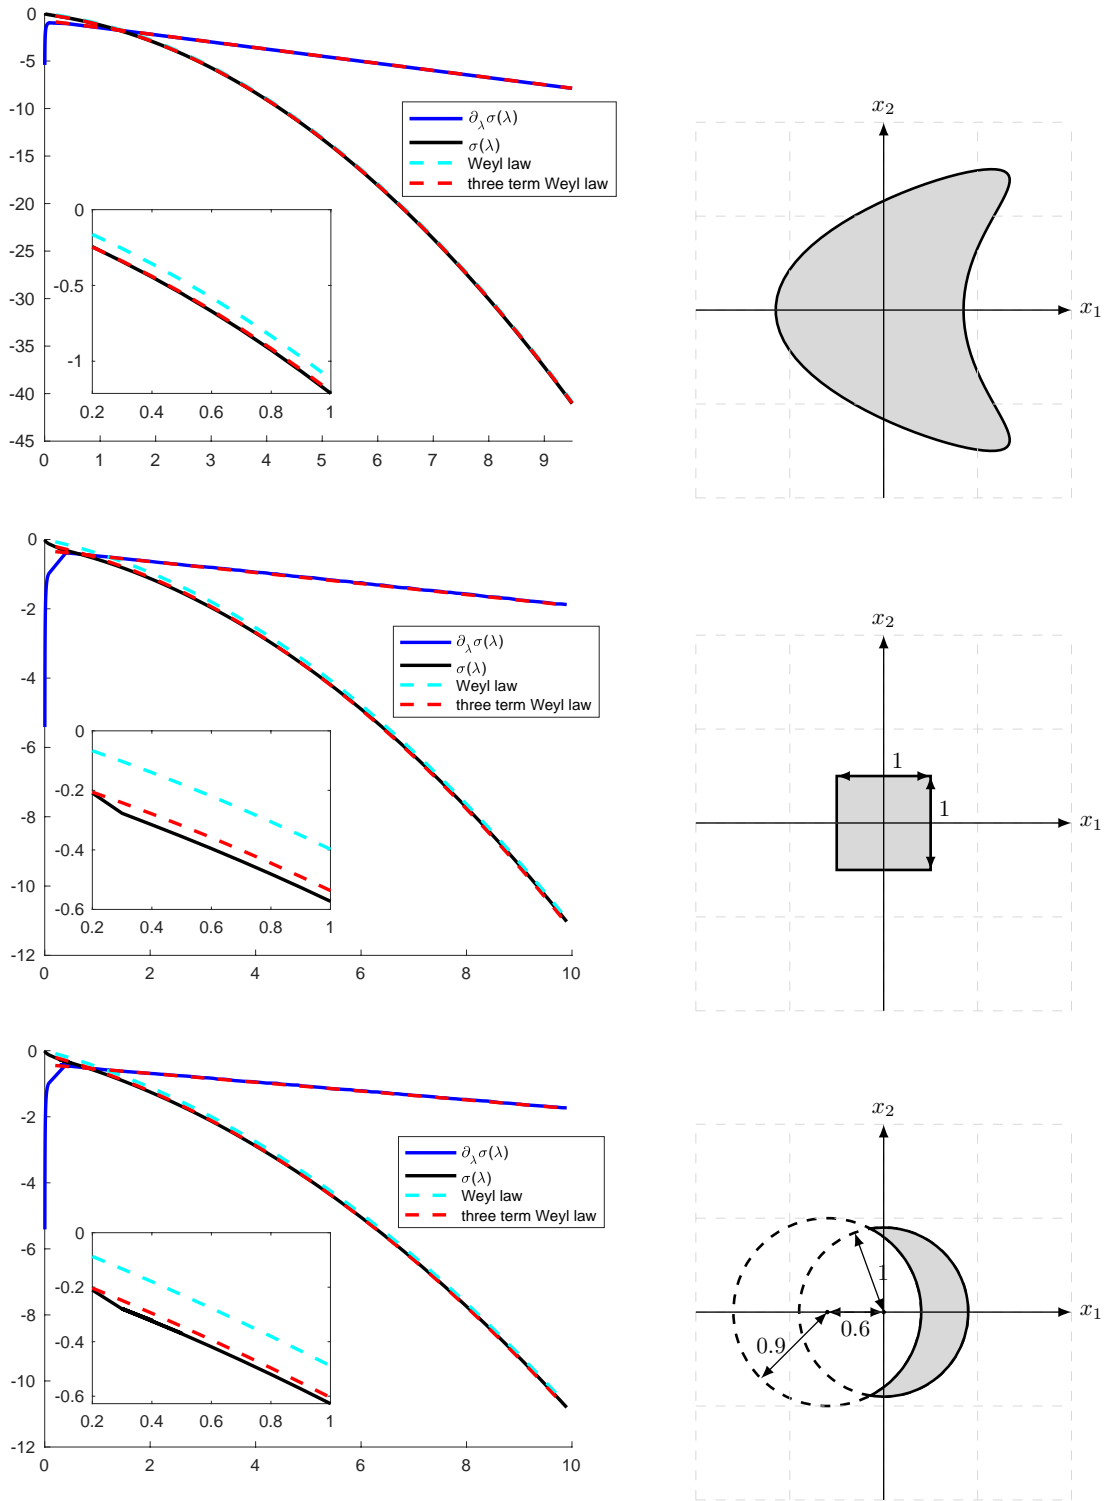 0
-5
-10
-15
-20
-25
-30
-35
-40
-45
0 1 2 3 4 5 6 7 8 9
∂λσ(λ)
σ(λ)
Weyl law
three term Weyl law
0
-0.5
-1
0.2 0.4 0.6 0.8 1
x2
x1
0
-2
-4
-6
-8
-10
-12
0 2 4 6 8 10
∂λσ(λ)
σ(λ)
Weyl law
three term Weyl law
0
-0.2
-0.4
-0.6
0.2 0.4 0.6 0.8 1
x2
1
1
x1
0
-2
-4
-6
-8
-10
-12
0 2 4 6 8 10
∂λσ(λ)
σ(λ)
Weyl law
three term Weyl law
0
-0.2
-0.4
-0.6
0.2 0.4 0.6 0.8 1
x2
1
x1
0.6
0.9